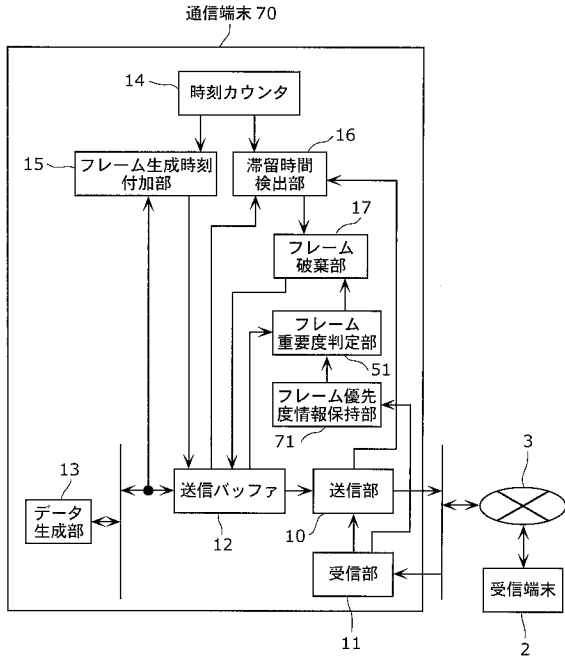 通信端末 70
14
時刻カウンタ
15
フレーム生成時刻
付加部
16
滞留時間
検出部
17
フレーム
破棄部
フレーム
重要度判定部
51
フレーム優先
度情報保持部
71
13
データ
生成部
送信バッファ
12
送信部
10
受信部
11
3
受信端末
2